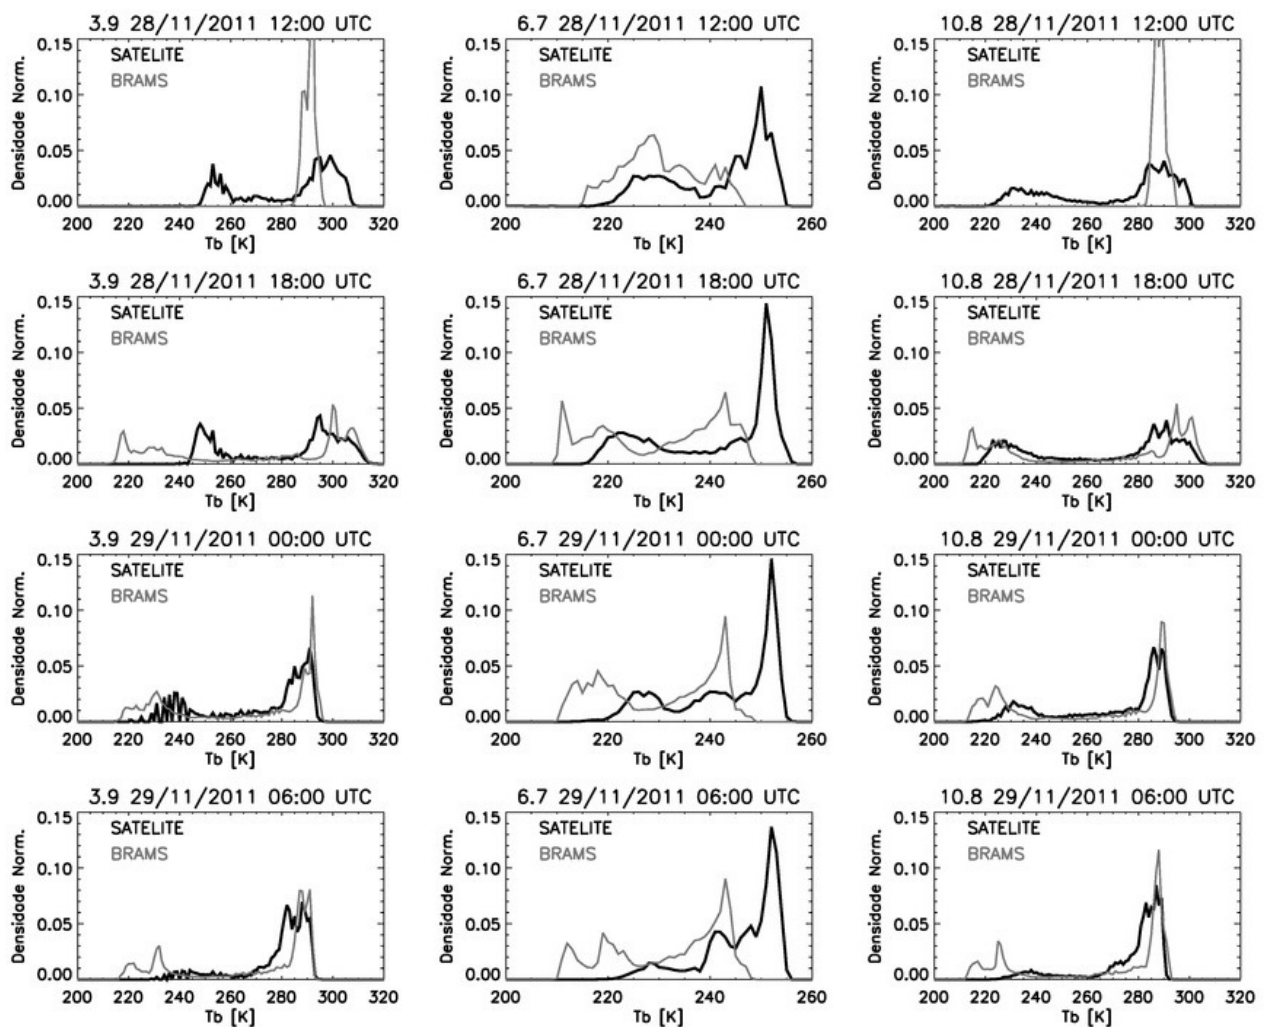 3.9 28/11/2011 12:00 UTC
Densidade Norm.
0.15
0.10
0.05
0.00
SATELITE
BRAMS
200 220 240 260 280 300 320
Tb [K]
6.7 28/11/2011 12:00 UTC
Densidade Norm.
0.15
0.10
0.05
0.00
SATELITE
BRAMS
200 220 240 260
Tb [K]
10.8 28/11/2011 12:00 UTC
Densidade Norm.
0.15
0.10
0.05
0.00
SATELITE
BRAMS
200 220 240 260 280 300 320
Tb [K]
3.9 28/11/2011 18:00 UTC
Densidade Norm.
0.15
0.10
0.05
0.00
SATELITE
BRAMS
200 220 240 260 280 300 320
Tb [K]
6.7 28/11/2011 18:00 UTC
Densidade Norm.
0.15
0.10
0.05
0.00
SATELITE
BRAMS
200 220 240 260
Tb [K]
10.8 28/11/2011 18:00 UTC
Densidade Norm.
0.15
0.10
0.05
0.00
SATELITE
BRAMS
200 220 240 260 280 300 320
Tb [K]
3.9 29/11/2011 00:00 UTC
Densidade Norm.
0.15
0.10
0.05
0.00
SATELITE
BRAMS
200 220 240 260 280 300 320
Tb [K]
6.7 29/11/2011 00:00 UTC
Densidade Norm.
0.15
0.10
0.05
0.00
SATELITE
BRAMS
200 220 240 260
Tb [K]
10.8 29/11/2011 00:00 UTC
Densidade Norm.
0.15
0.10
0.05
0.00
SATELITE
BRAMS
200 220 240 260 280 300 320
Tb [K]
3.9 29/11/2011 06:00 UTC
Densidade Norm.
0.15
0.10
0.05
0.00
SATELITE
BRAMS
200 220 240 260 280 300 320
Tb [K]
6.7 29/11/2011 06:00 UTC
Densidade Norm.
0.15
0.10
0.05
0.00
SATELITE
BRAMS
200 220 240 260
Tb [K]
10.8 29/11/2011 06:00 UTC
Densidade Norm.
0.15
0.10
0.05
0.00
SATELITE
BRAMS
200 220 240 260 280 300 320
Tb [K]